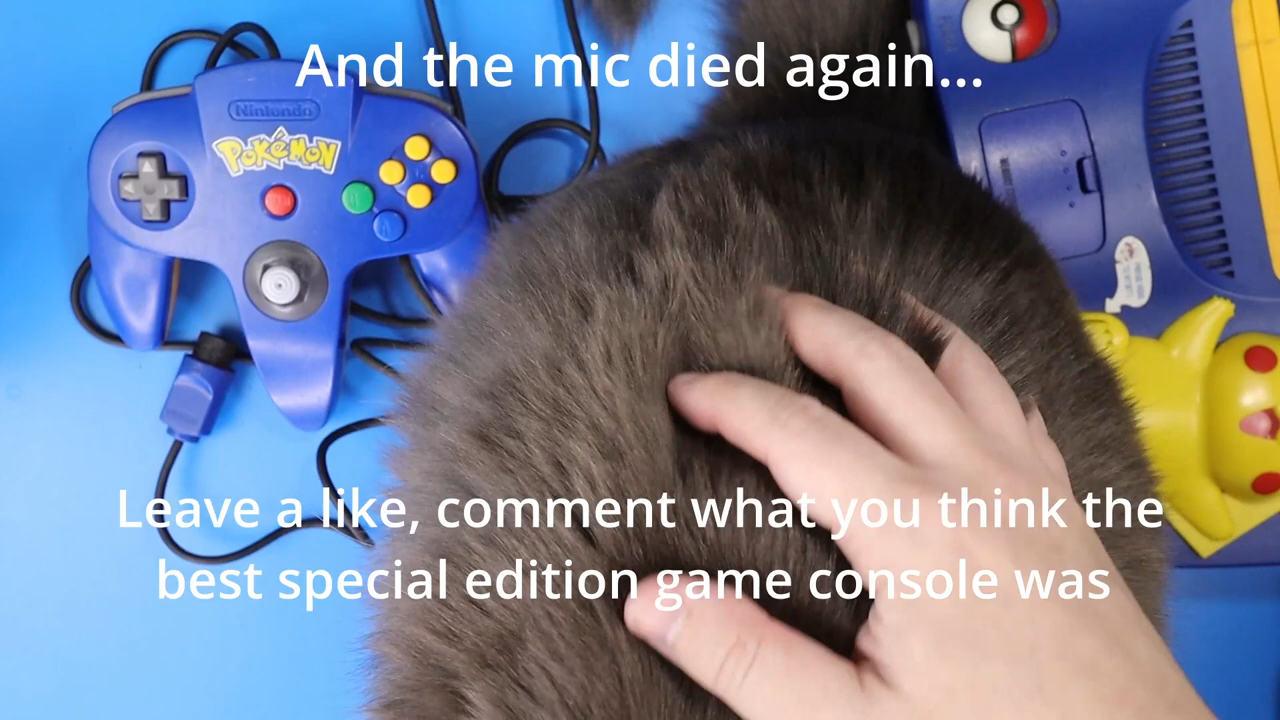 And the mic died again...
Nintendo
POKéMON
Leave a like, comment what you think the
best special edition game console was